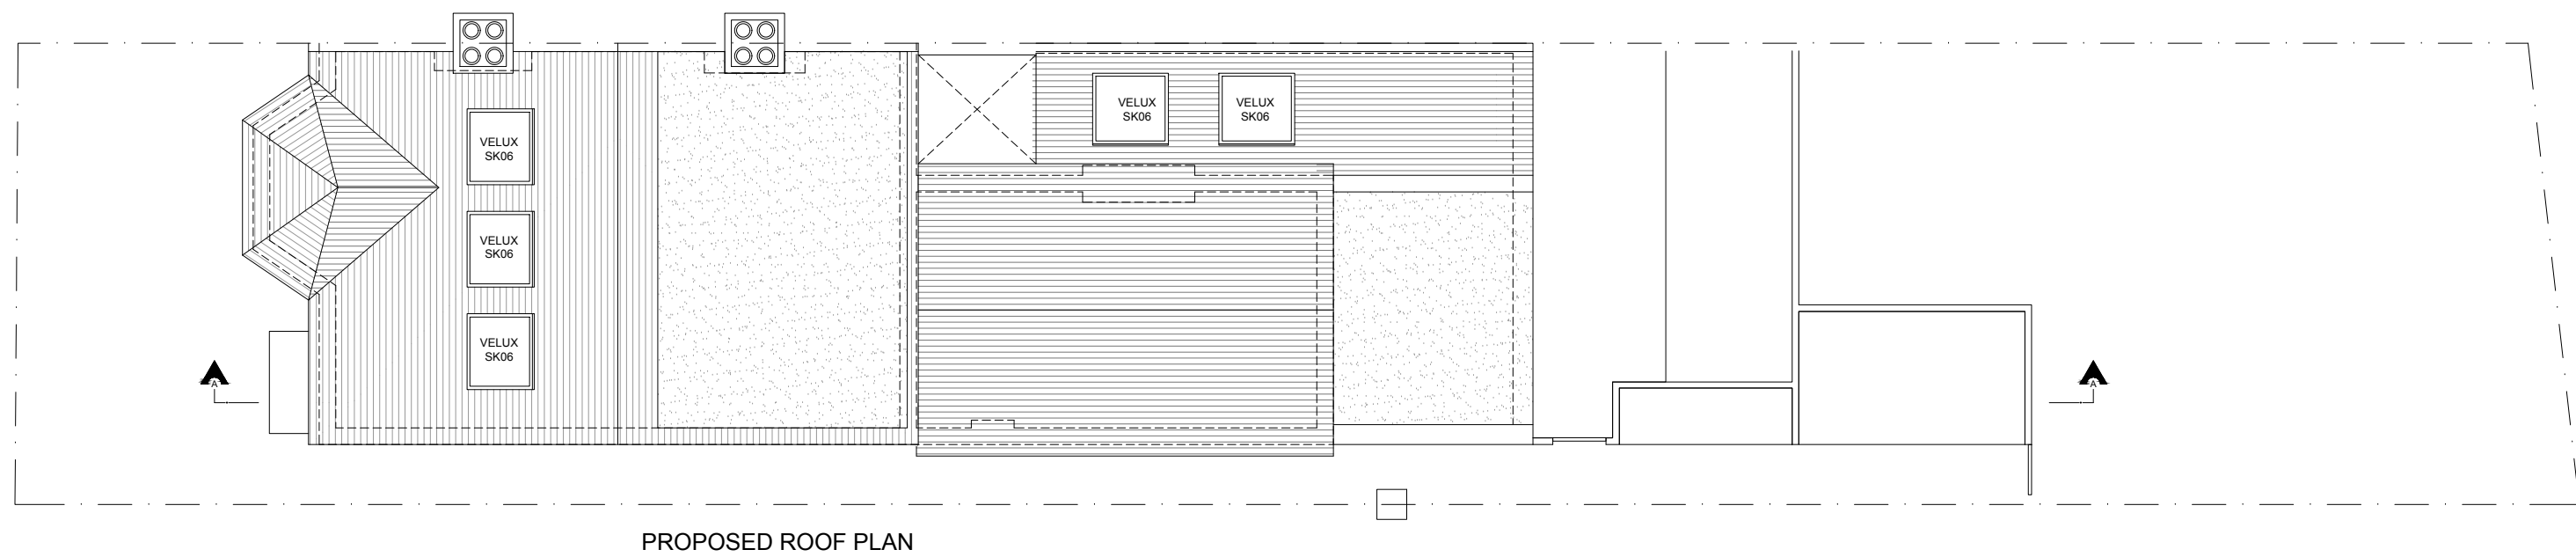 VELUX
SK06
VELUX
SK06
VELUX
SK06
VELUX
SK06
VELUX
SK06
A
A
PROPOSED ROOF PLAN